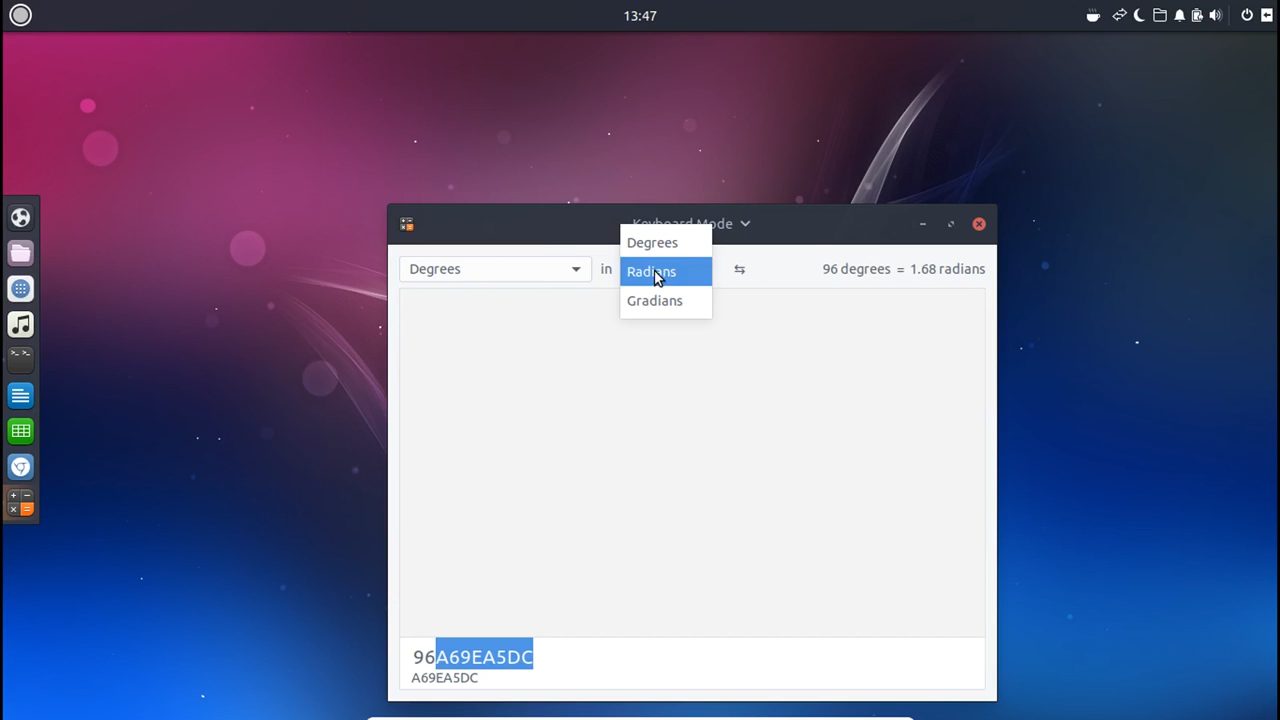 13:47
Keyboard Mode
Degrees
in
Degrees
Radians
Gradians
96 degrees = 1.68 radians
96A69EA5DC
A69EA5DC